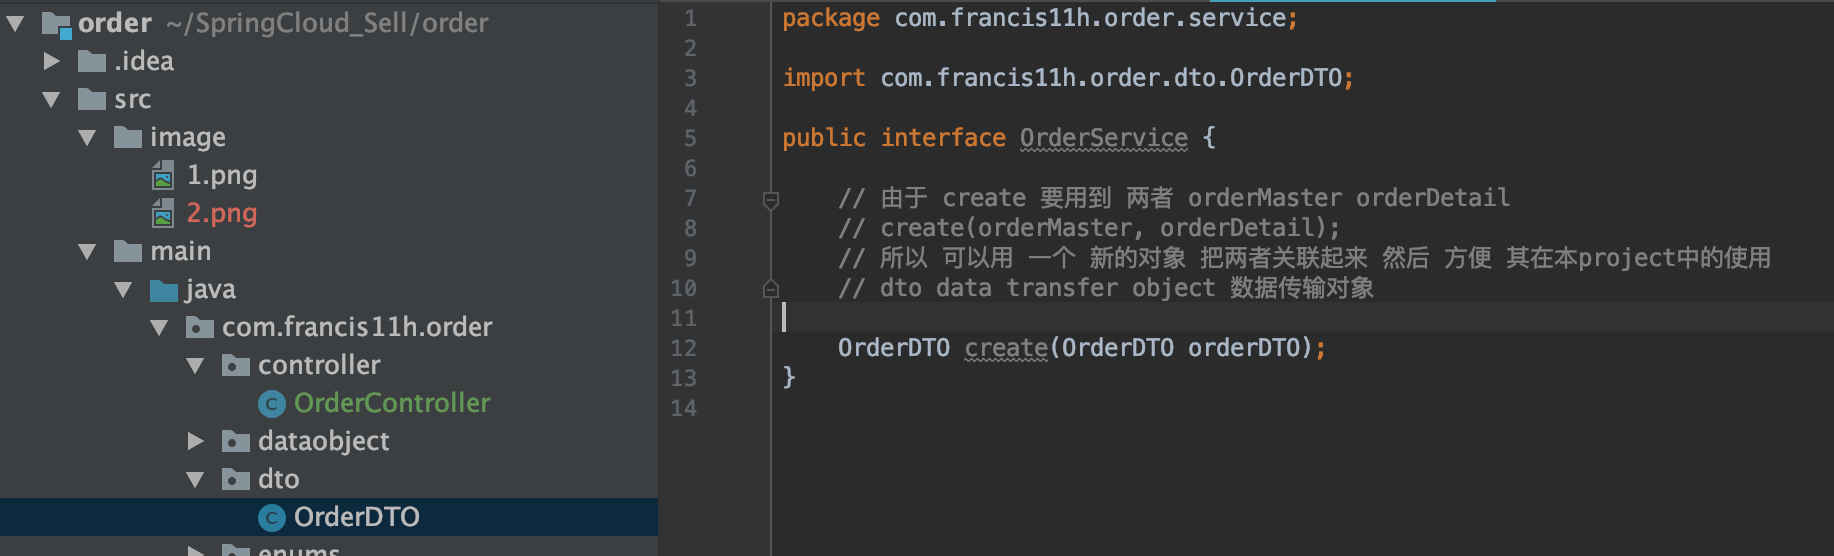 order ~/SpringCloud_Sell/order
.idea
src
image
1.png
2.png
main
java
com.francis11h.order
controller
OrderController
dataobject
dto
OrderDTO
enums
1 package com.francis11h.order.service;
2
3 import com.francis11h.order.dto.OrderDTO;
4
5 public interface OrderService {
6
7 // 由于 create 要用到 两者 orderMaster orderDetail
8 // create(orderMaster, orderDetail);
9 // 所以 可以用 一个 新的对象 把两者关联起来 然后 方便 其在本project中的使用
10 // dto data transfer object 数据传输对象
11
12 OrderDTO create(OrderDTO orderDTO);
13 }
14